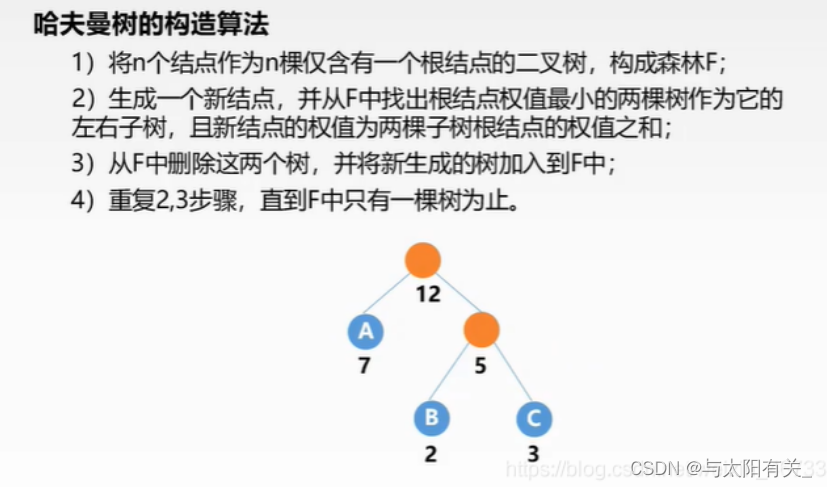 哈夫曼树的构造算法
1）将n个结点作为n棵仅含有一个根结点的二叉树，构成森林F；
2）生成一个新结点，并从F中找出根结点权值最小的两棵树作为它的
左右子树，且新结点的权值为两棵子树根结点的权值之和；
3）从F中删除这两个树，并将新生成的树加入到F中；
4）重复2,3步骤，直到F中只有一棵树为止。
12
A
7
5
B
C
2
3
https://blog.cs
CSDN @与太阳有关_
33